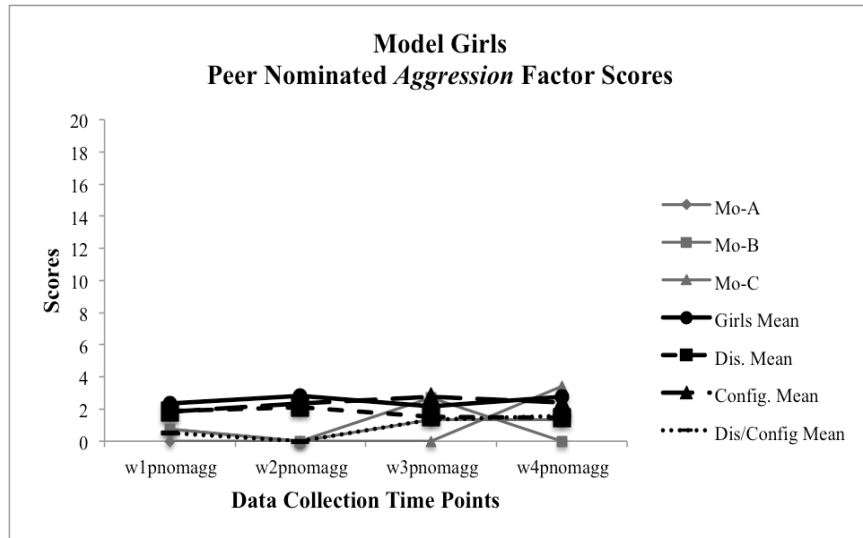 Model Girls
Peer Nominated Aggression Factor Scores
20
18
16
14
12
10
8
6
4
2
0
Scores
w1pnomagg w2pnomagg w3pnomagg w4pnomagg
Data Collection Time Points
Mo-A
Mo-B
Mo-C
Girls Mean
Dis. Mean
Config. Mean
Dis/Config Mean